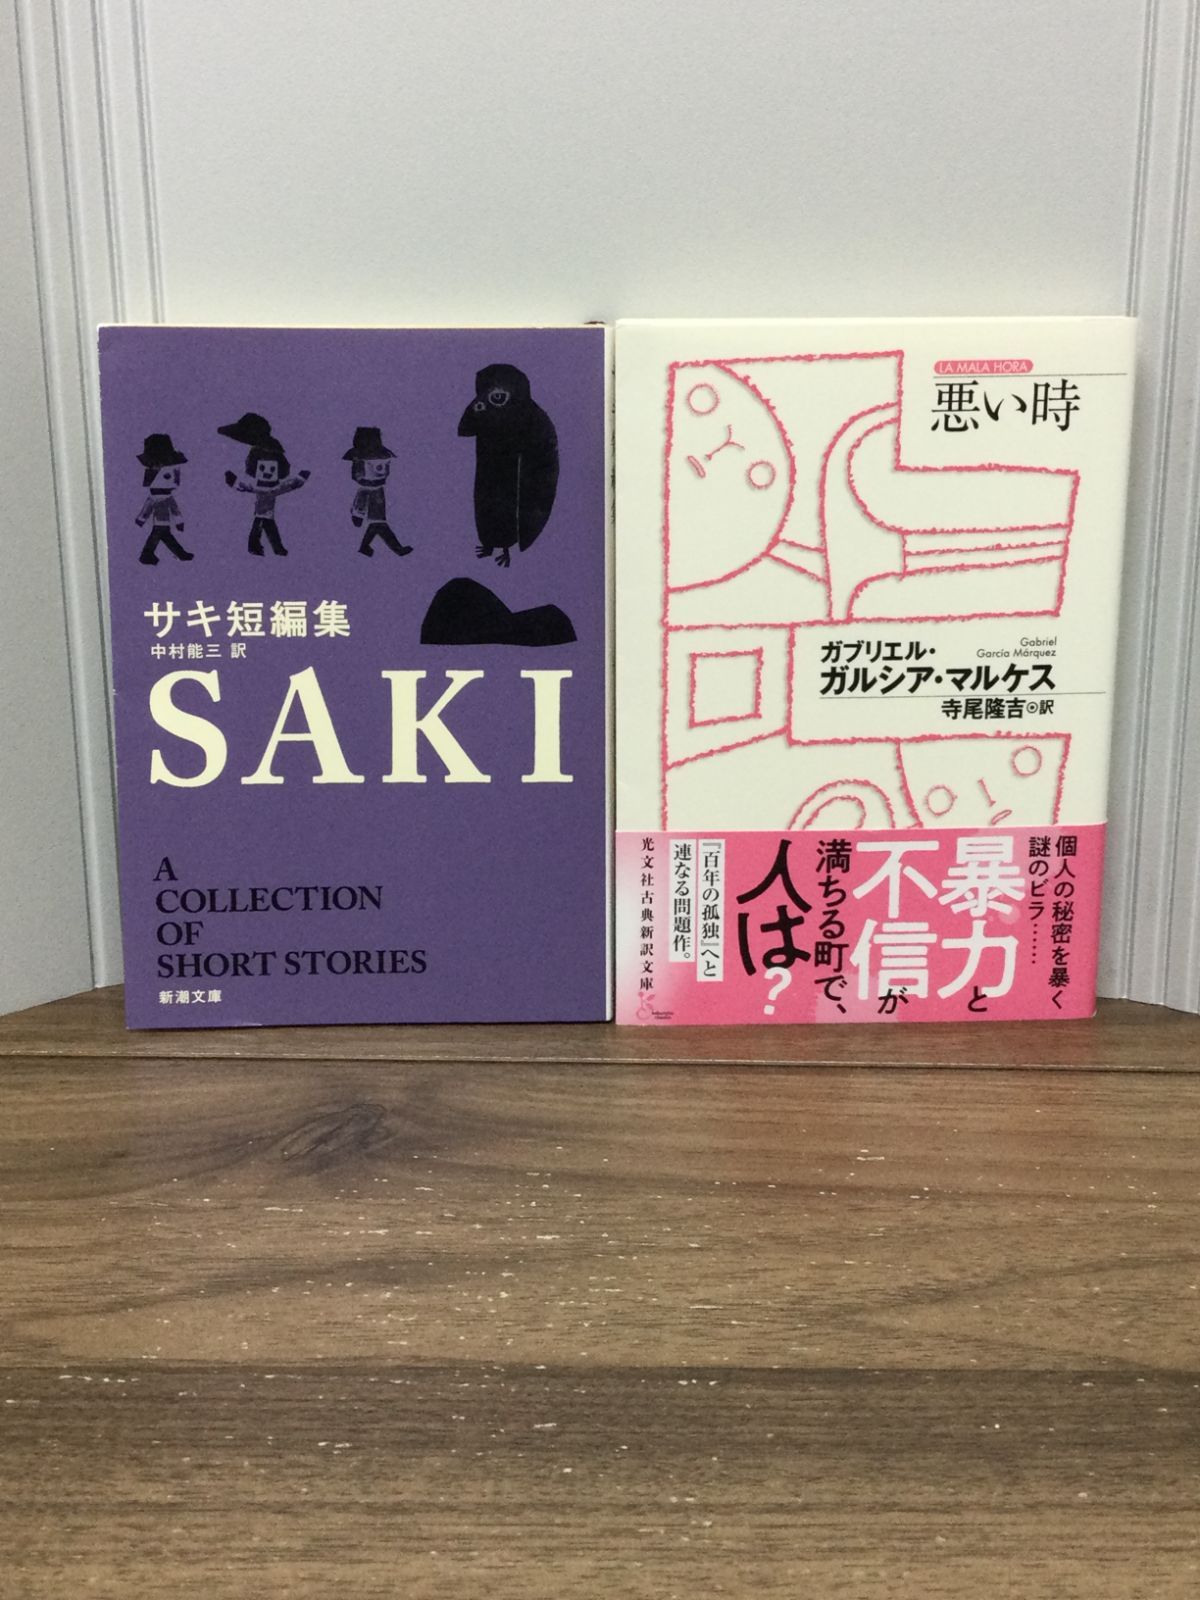 サキ短編集
中村能三 訳
SAKI
A
COLLECTION
OF
SHORT STORIES
新潮文庫
LA MALA HORA
悪い時
Gabriel
García Márquez
ガブリエル・
ガルシア・マルケス
寺尾隆吉◉訳
個人の秘密を暴く
謎のビラ……
暴力と
不信が
満ちる町で、
人は?
『百年の孤独』へと
連なる問題作。
光文社古典新訳文庫